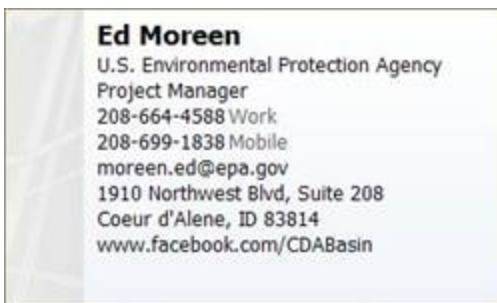 Ed Moreen
U.S. Environmental Protection Agency
Project Manager
208-664-4588 Work
208-699-1838 Mobile
moreen.ed@epa.gov
1910 Northwest Blvd, Suite 208
Coeur d'Alene, ID 83814
www.facebook.com/CDABasin